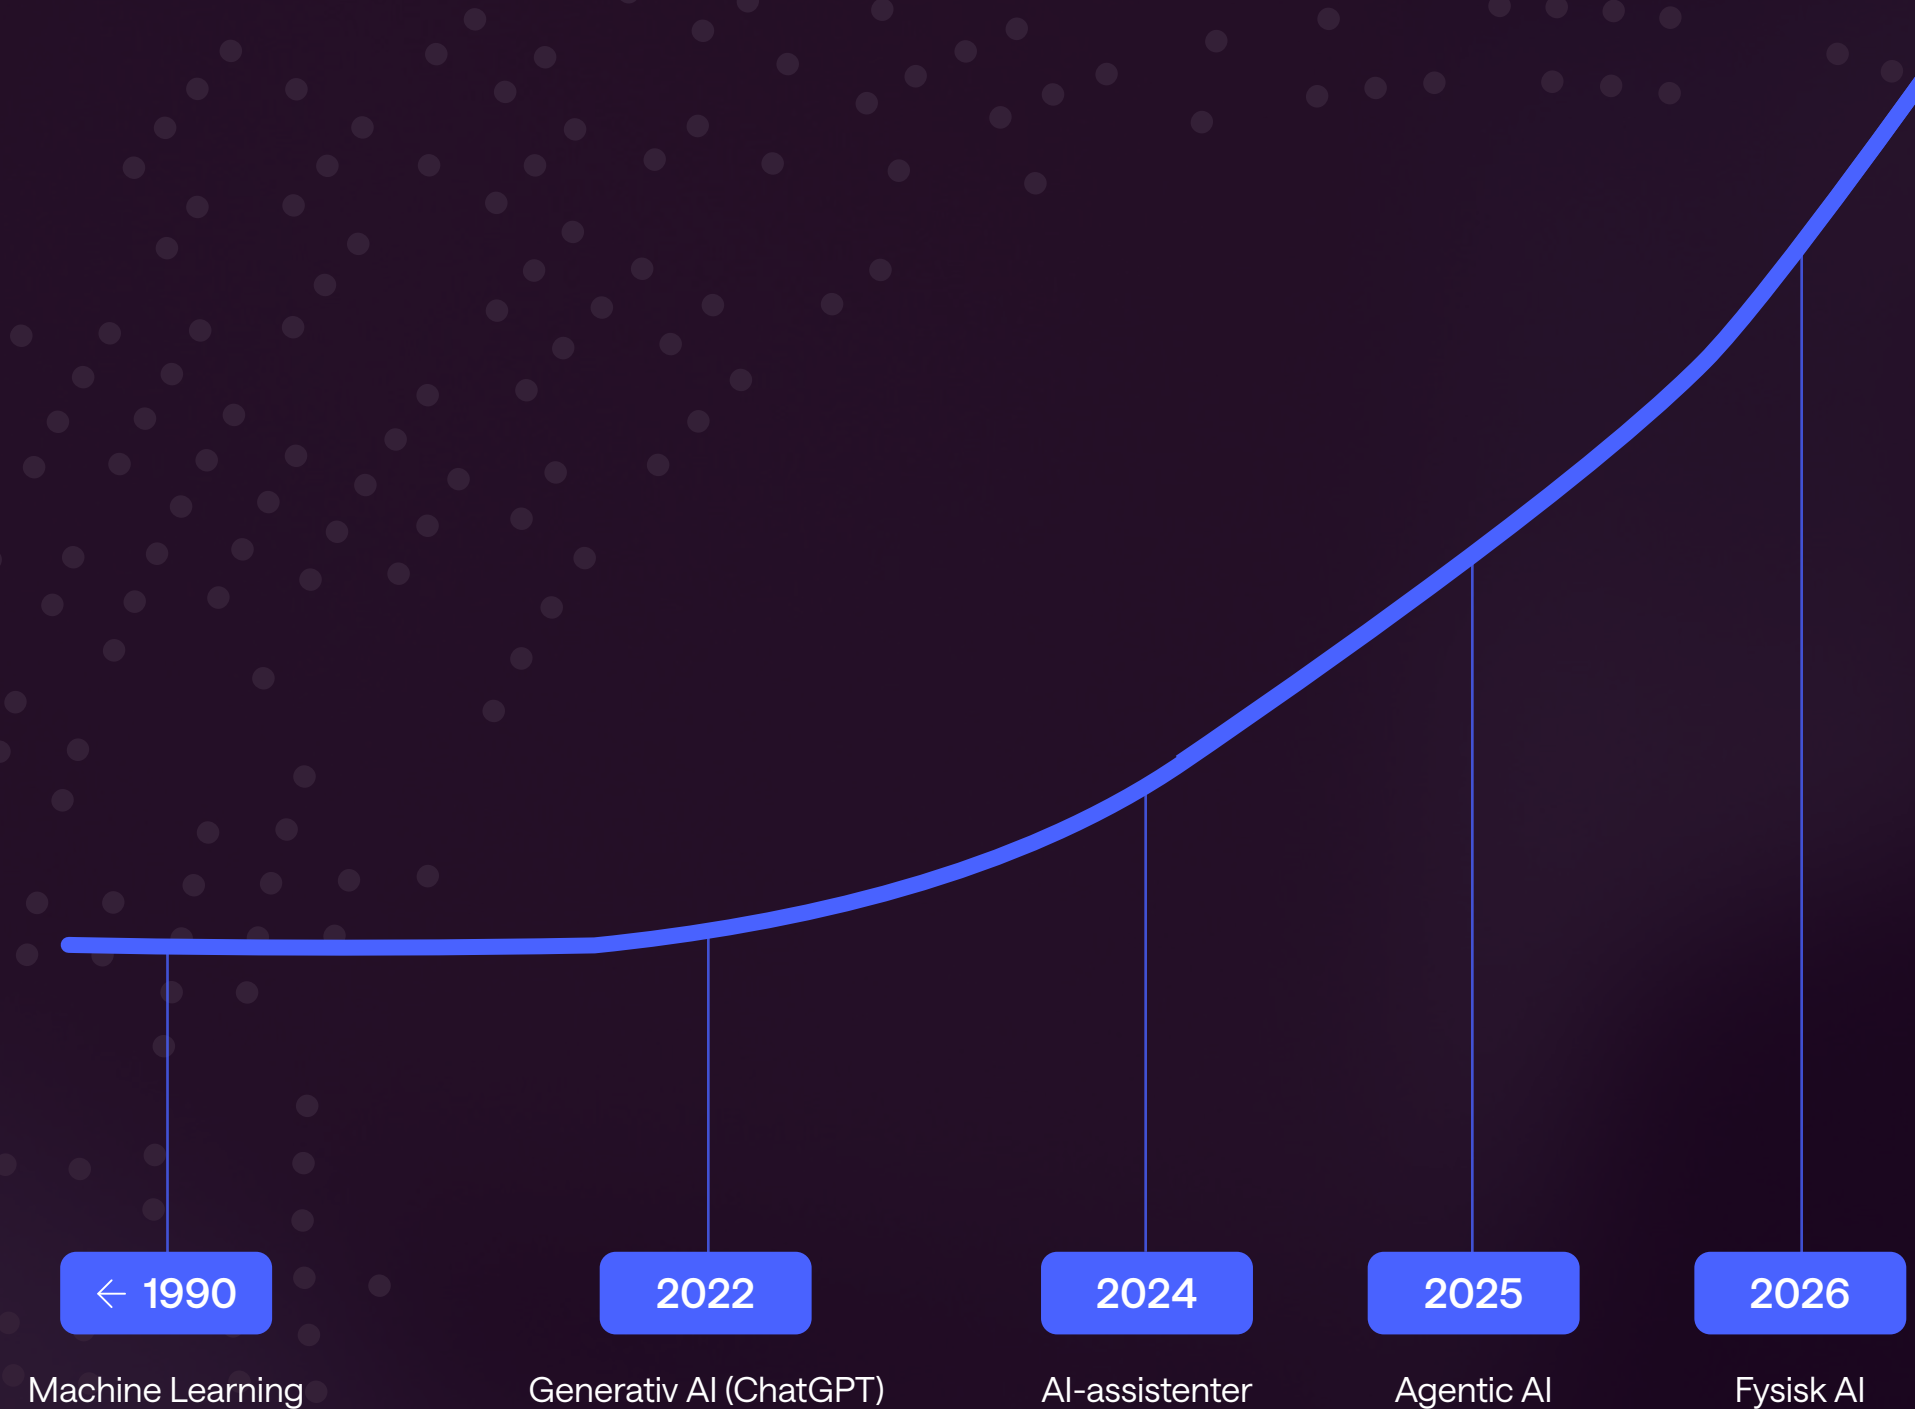 ← 1990
2022
2024
2025
2026
Machine Learning
Generativ AI (ChatGPT)
AI-assistenter
Agentic AI
Fysisk AI